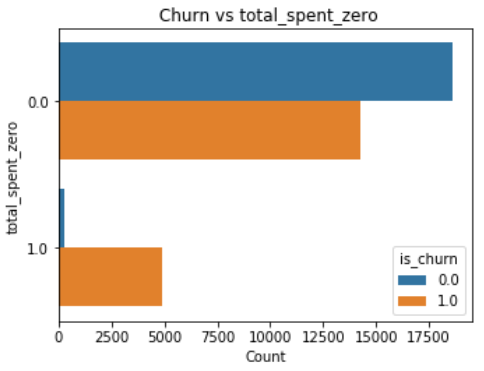 Churn vs total_spent_zero
total_spent_zero
0.0
1.0
is_churn
0.0
1.0
0 2500 5000 7500 10000 12500 15000 17500
Count